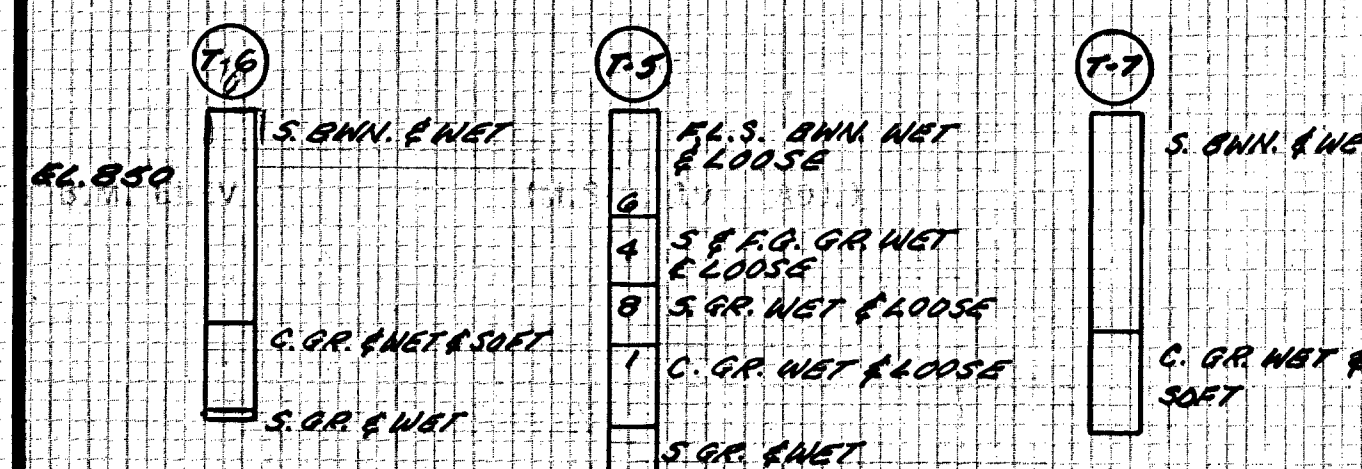 T-6
T-5
T-7
S. BWN. & WET
F.L.S. BWN. WET
& LOOSE
S. BWN. & WE
EL. 850
6
4
S & F.G. GR. WET
& LOOSE
8
S. GR. WET & LOOSE
C. GR. & WET & SOFT
1
C. GR. WET & LOOSE
C. GR. WET &
SOFT
S. GR. & WET
S GR. & WET